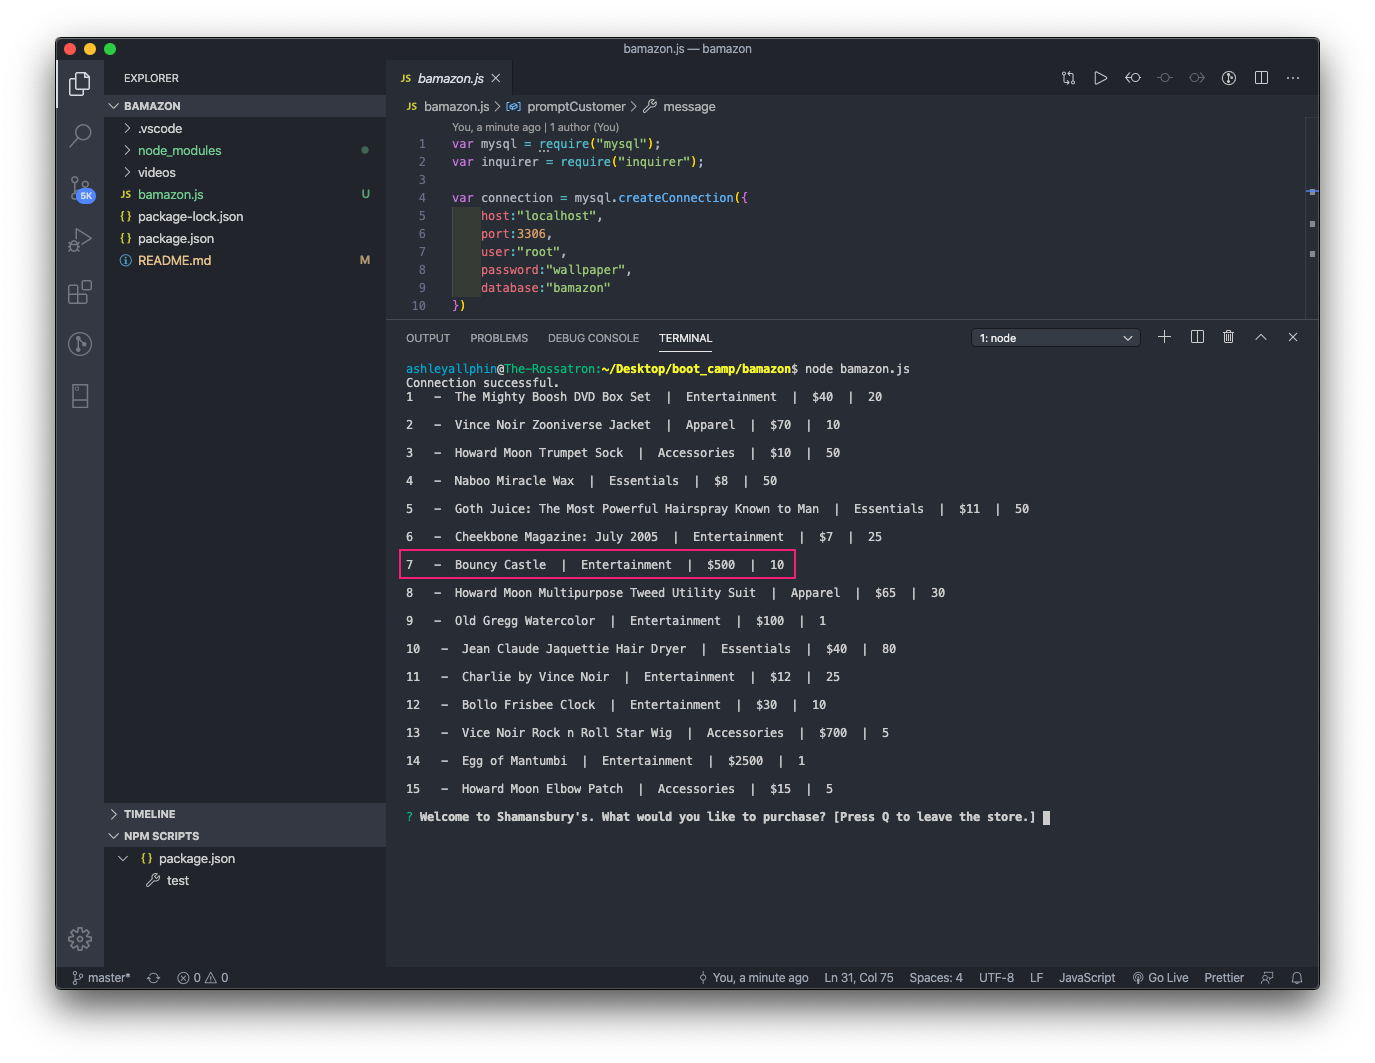 bamazon.js — bamazon
EXPLORER
BAMAZON
.vscode
node_modules
videos
JS bamazon.js U
{} package-lock.json
{} package.json
README.md M
TIMELINE
NPM SCRIPTS
{} package.json
test
5K
JS bamazon.js
JS bamazon.js > promptCustomer > message
You, a minute ago | 1 author (You)
1 var mysql = require("mysql");
2 var inquirer = require("inquirer");
3
4 var connection = mysql.createConnection({
5 host:"localhost",
6 port:3306,
7 user:"root",
8 password:"wallpaper",
9 database:"bamazon"
10 })
OUTPUT PROBLEMS DEBUG CONSOLE TERMINAL 1: node
ashleyallphin@The-Rossatron:~/Desktop/boot_camp/bamazon$ node bamazon.js
Connection successful.
1 – The Mighty Boosh DVD Box Set | Entertainment | $40 | 20
2 – Vince Noir Zooniverse Jacket | Apparel | $70 | 10
3 – Howard Moon Trumpet Sock | Accessories | $10 | 50
4 – Naboo Miracle Wax | Essentials | $8 | 50
5 – Goth Juice: The Most Powerful Hairspray Known to Man | Essentials | $11 | 50
6 – Cheekbone Magazine: July 2005 | Entertainment | $7 | 25
7 – Bouncy Castle | Entertainment | $500 | 10
8 – Howard Moon Multipurpose Tweed Utility Suit | Apparel | $65 | 30
9 – Old Gregg Watercolor | Entertainment | $100 | 1
10 – Jean Claude Jaquettie Hair Dryer | Essentials | $40 | 80
11 – Charlie by Vince Noir | Entertainment | $12 | 25
12 – Bollo Frisbee Clock | Entertainment | $30 | 10
13 – Vice Noir Rock n Roll Star Wig | Accessories | $700 | 5
14 – Egg of Mantumbi | Entertainment | $2500 | 1
15 – Howard Moon Elbow Patch | Accessories | $15 | 5
? Welcome to Shamansbury's. What would you like to purchase? [Press Q to leave the store.]
master* 0 0 You, a minute ago Ln 31, Col 75 Spaces: 4 UTF-8 LF JavaScript Go Live Prettier